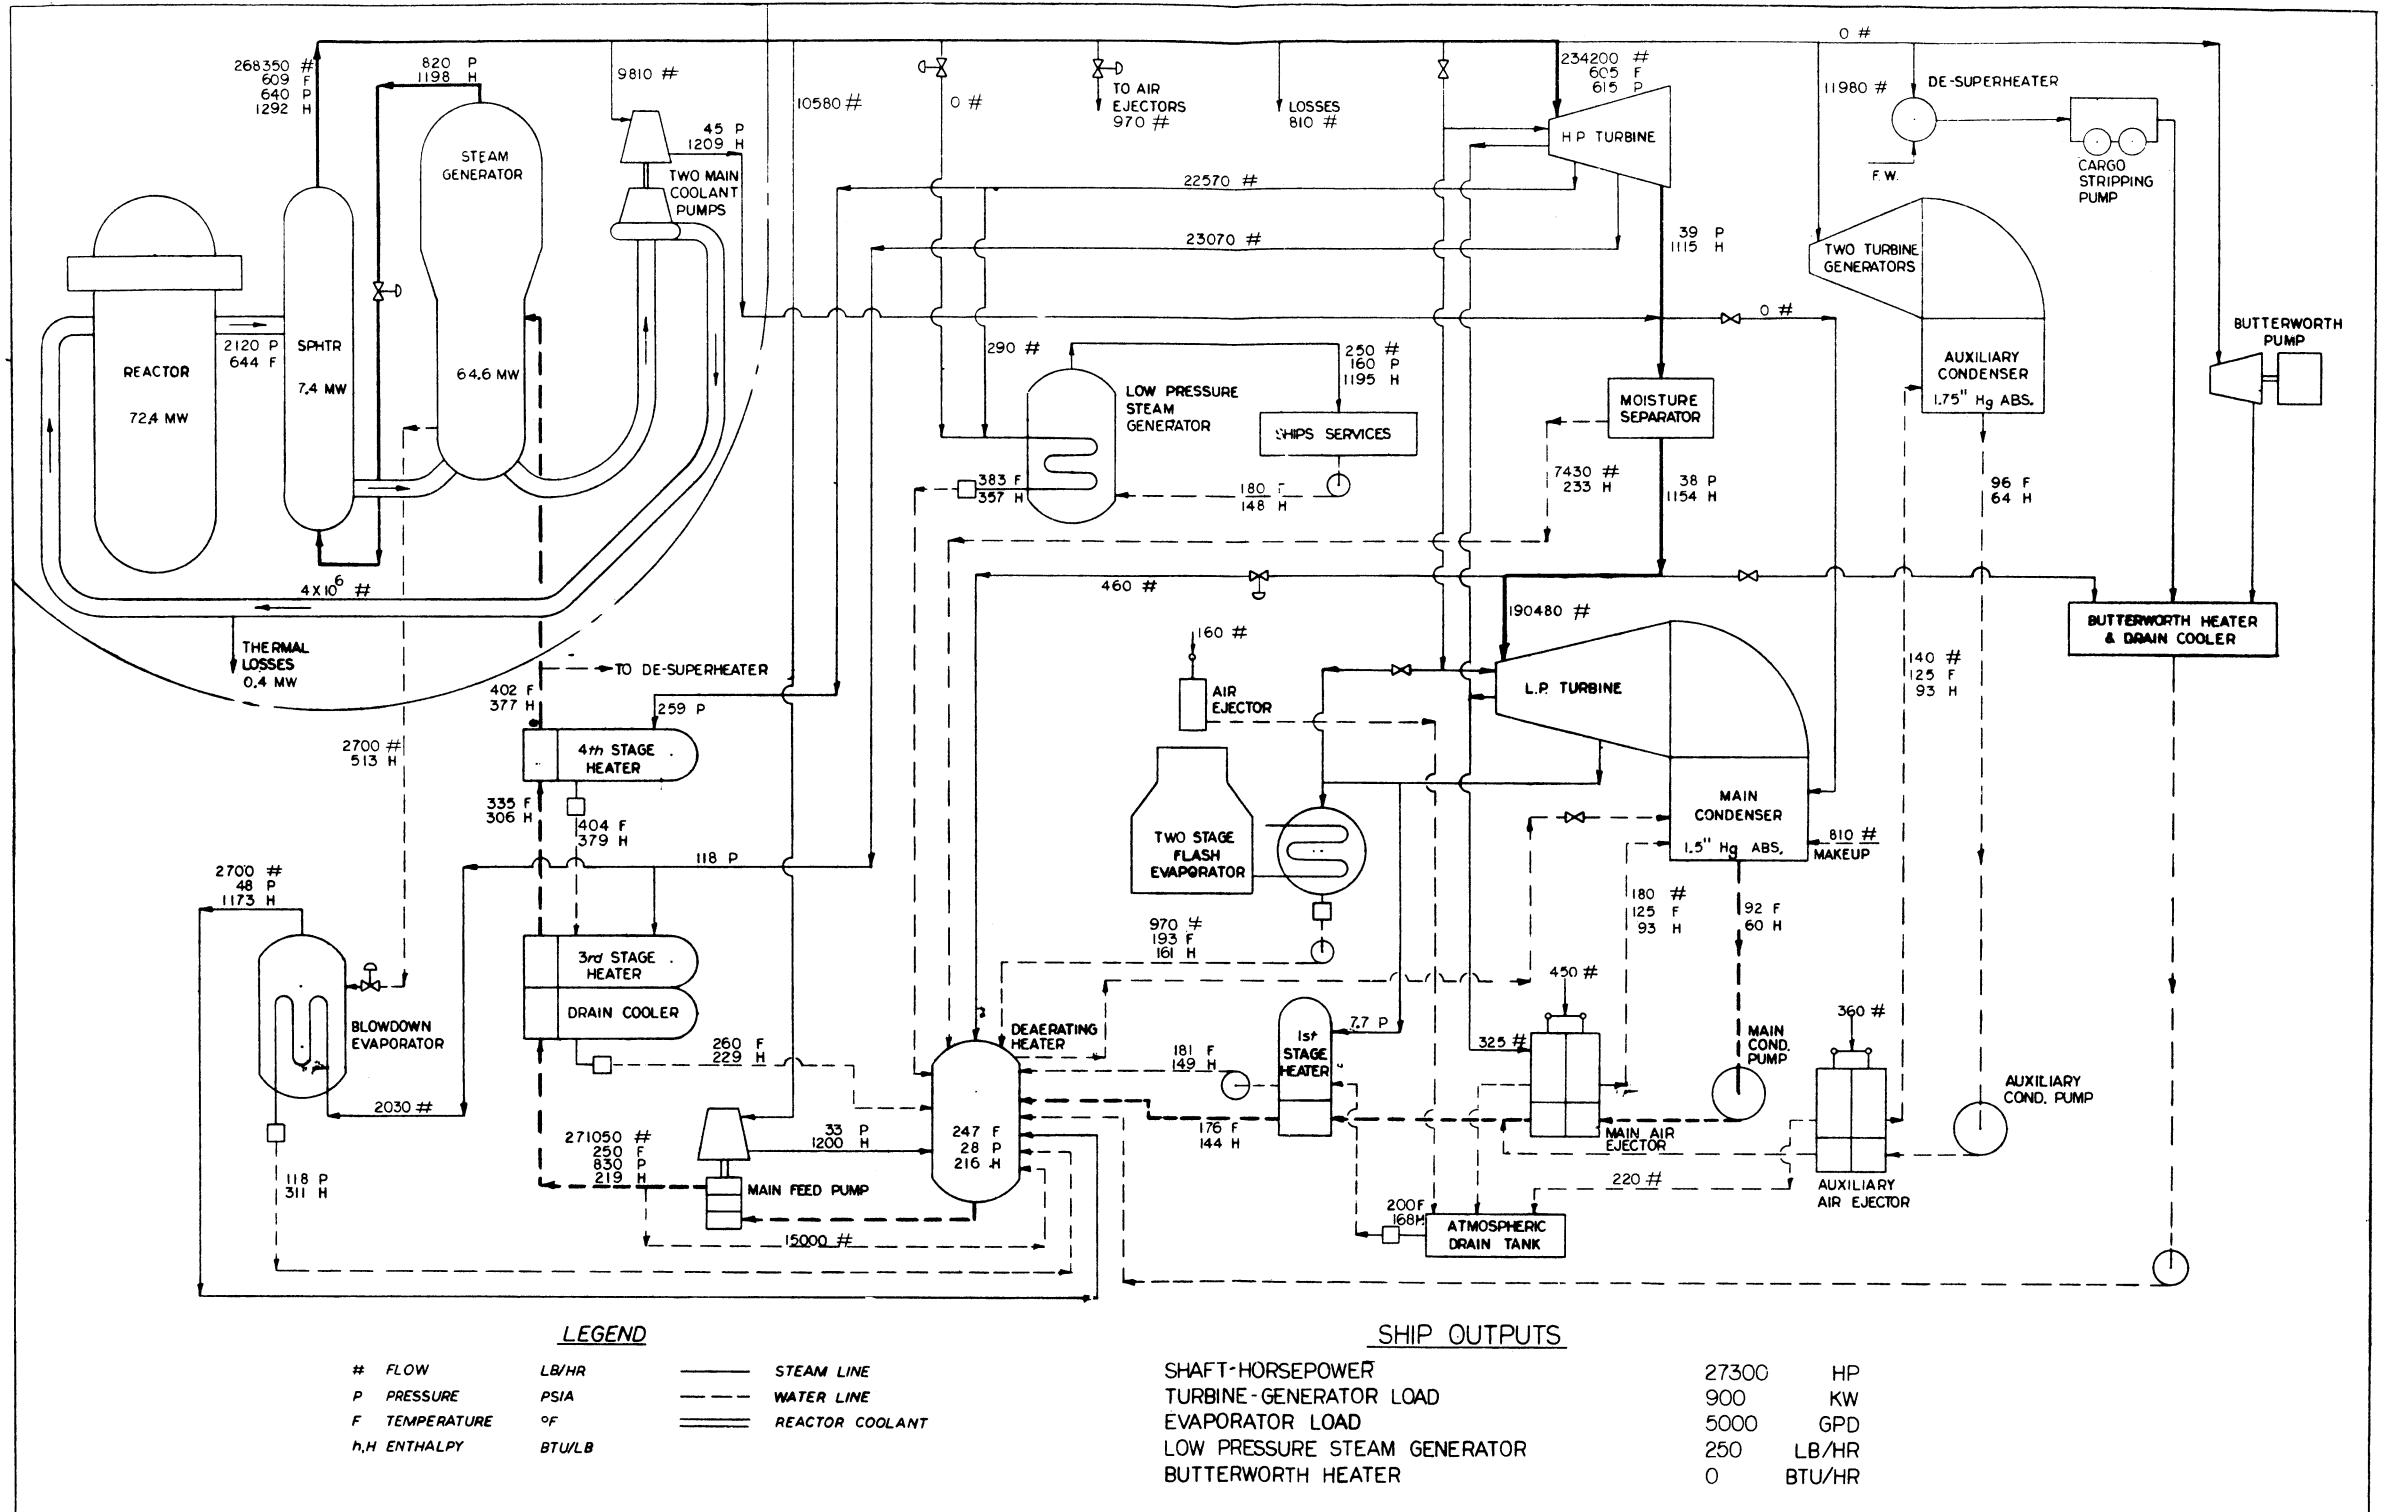 0 #
268350 #
609 F
640 P
1292 H
820 P
1198 H
9810 #
10580 #
0 #
TO AIR
EJECTORS
970 #
LOSSES
810 #
234200 #
605 F
615 P
11980 #
DE-SUPERHEATER
H P TURBINE
F.W.
CARGO
STRIPPING
PUMP
STEAM
GENERATOR
45 P
1209 H
TWO MAIN
COOLANT
PUMPS
22570 #
23070 #
39 P
1115 H
TWO TURBINE
GENERATORS
0 #
BUTTERWORTH
PUMP
2120 P
644 F
SPHTR
7.4 MW
64.6 MW
REACTOR
72.4 MW
290 #
250 #
160 P
1195 H
LOW PRESSURE
STEAM
GENERATOR
SHIPS SERVICES
MOISTURE
SEPARATOR
AUXILIARY
CONDENSER
1.75" Hg ABS.
383 F
357 H
180 F
148 H
7430 #
233 H
38 P
1154 H
96 F
64 H
4X10⁶ #
460 #
190480 #
BUTTERWORTH HEATER
& DRAIN COOLER
THERMAL
LOSSES
0.4 MW
TO DE-SUPERHEATER
160 #
AIR
EJECTOR
L.P. TURBINE
140 #
125 F
93 H
402 F
377 H
259 P
4th STAGE
HEATER
2700 #
513 H
335 F
306 H
404 F
379 H
TWO STAGE
FLASH
EVAPORATOR
MAIN
CONDENSER
1.5" Hg ABS.
810 #
MAKEUP
118 P
2700 #
48 P
1173 H
180 #
125 F
93 H
92 F
60 H
970 #
193 F
161 H
3rd STAGE
HEATER
DRAIN COOLER
450 #
BLOWDOWN
EVAPORATOR
DEAERATING
HEATER
1st
STAGE
HEATER
7.7 P
325 #
MAIN
COND.
PUMP
360 #
260 F
229 H
181 F
149 H
AUXILIARY
COND. PUMP
2030 #
271050 #
250 F
830 P
219 H
33 P
1200 H
247 F
28 P
216 H
176 F
144 H
MAIN AIR
EJECTOR
118 P
311 H
MAIN FEED PUMP
220 #
AUXILIARY
AIR EJECTOR
200F
168H
ATMOSPHERIC
DRAIN TANK
15000 #
LEGEND
# FLOW LB/HR STEAM LINE
P PRESSURE PSIA WATER LINE
F TEMPERATURE °F REACTOR COOLANT
h,H ENTHALPY BTU/LB
SHIP OUTPUTS
SHAFT-HORSEPOWER 27300 HP
TURBINE-GENERATOR LOAD 900 KW
EVAPORATOR LOAD 5000 GPD
LOW PRESSURE STEAM GENERATOR 250 LB/HR
BUTTERWORTH HEATER 0 BTU/HR